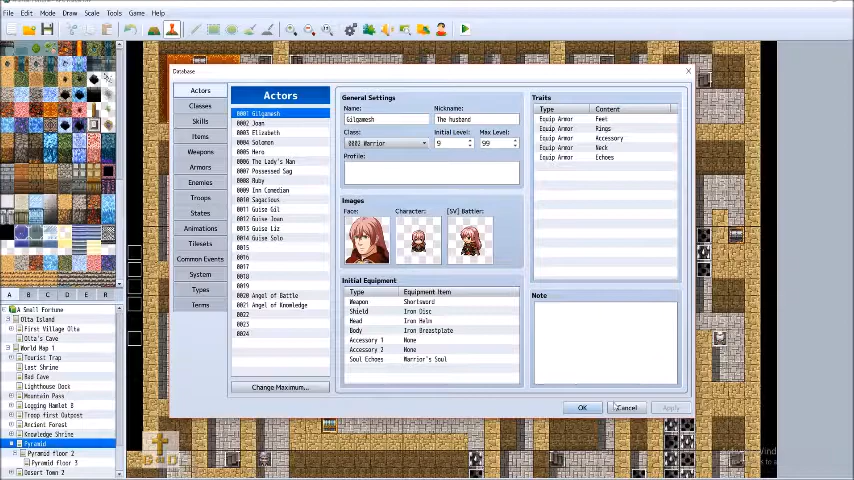 File Edit Mode Draw Scale Tools Game Help
Database
Actors
Classes
Skills
Items
Weapons
Armors
Enemies
Troops
States
Animations
Tilesets
Common Events
System
Types
Terms
Actors
0001 Gilgamesh
0002 Joan
0003 Elizabeth
0004 Solomon
0005 Hero
0006 The Lady's Man
0007 Possessed Sag
0008 Ruby
0009 Inn Comedian
0010 Sagacious
0011 Guise Gil
0012 Guise Joan
0013 Guise Liz
0014 Guise Solo
0015
0016
0017
0018
0019
0020 Angel of Battle
0021 Angel of Knowledge
0022
0023
0024
Change Maximum...
General Settings
Name: Nickname:
Gilgamesh The husband
Class: Initial Level: Max Level:
0002 Warrior 9 99
Profile:
Images
Face: Character: [SV] Battler:
Initial Equipment
Type Equipment Item
Weapon Shortsword
Shield Iron Disc
Head Iron Helm
Body Iron Breastplate
Accessory 1 None
Accessory 2 None
Soul Echoes Warrior's Soul
Traits
Type Content
Equip Armor Feet
Equip Armor Rings
Equip Armor Accessory
Equip Armor Neck
Equip Armor Echoes
Note
OK Cancel Apply
A B C D E R
A Small Fortune
Olta Island
First Village Olta
Olta's Cave
World Map 1
Tourist Trap
Last Shrine
Bad Cave
Lighthouse Dock
Mountain Pass
Logging Hamlet B
Troop first Outpost
Ancient Forest
Knowledge Shrine
Pyramid
Pyramid floor 2
Pyramid floor 3
Desert Town 2